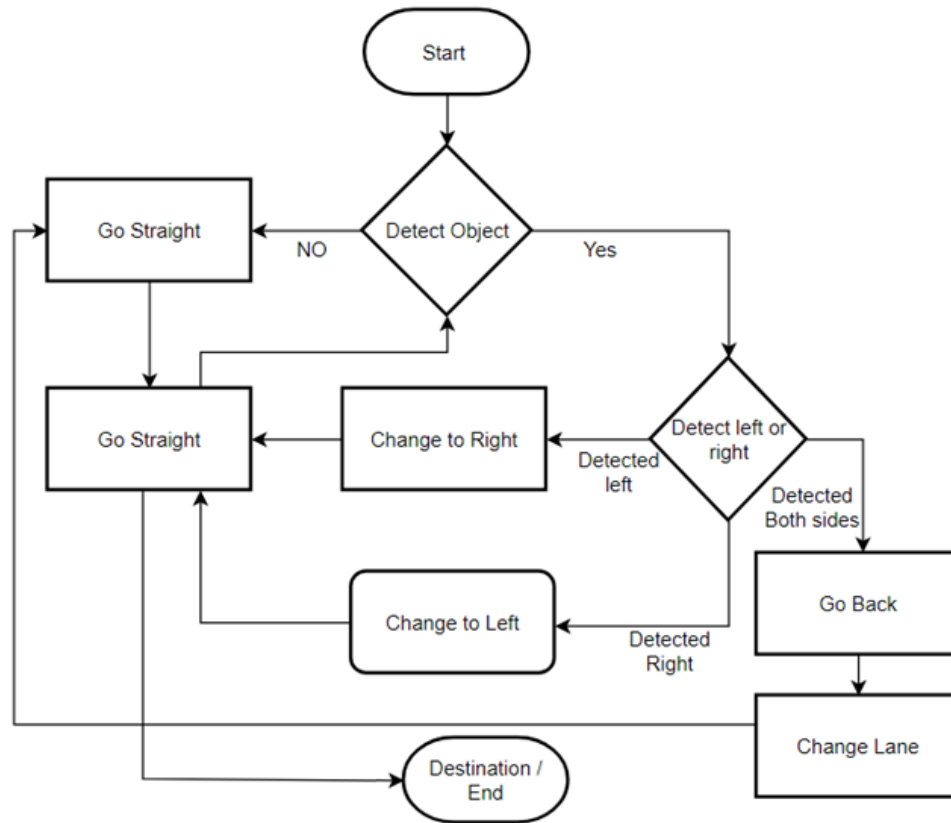 Start
Detect Object
Go Straight
NO
Yes
Go Straight
Change to Right
Detected
left
Detect left or
right
Detected
Both sides
Go Back
Change to Left
Detected
Right
Change Lane
Destination /
End